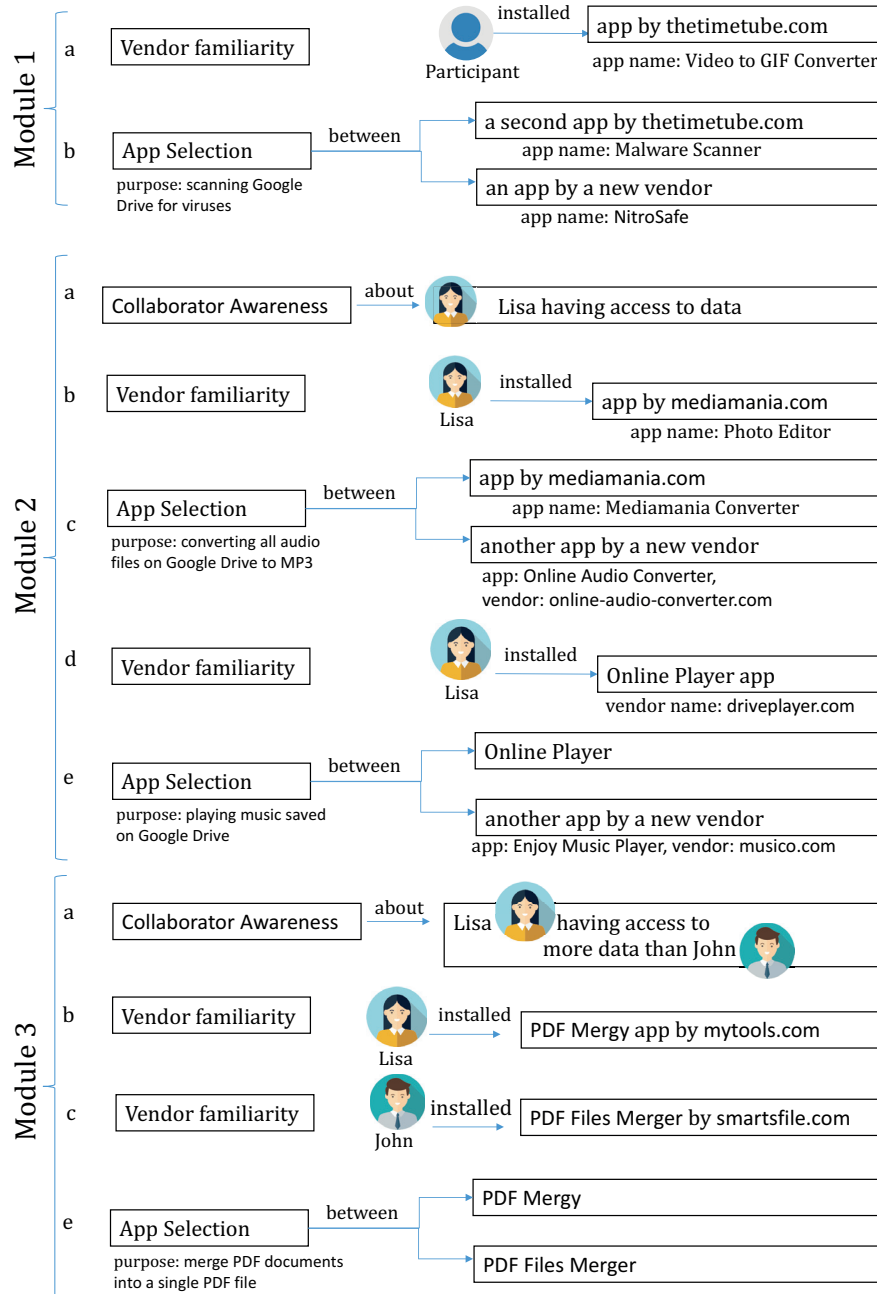 Module 1
a
Vendor familiarity
Participant
installed
app by thetimetube.com
app name: Video to GIF Converter
b
App Selection
purpose: scanning Google
Drive for viruses
between
a second app by thetimetube.com
app name: Malware Scanner
an app by a new vendor
app name: NitroSafe
Module 2
a
Collaborator Awareness
about
Lisa having access to data
b
Vendor familiarity
Lisa
installed
app by mediamania.com
app name: Photo Editor
c
App Selection
purpose: converting all audio
files on Google Drive to MP3
between
app by mediamania.com
app name: Mediamania Converter
another app by a new vendor
app: Online Audio Converter,
vendor: online-audio-converter.com
d
Vendor familiarity
Lisa
installed
Online Player app
vendor name: driveplayer.com
e
App Selection
purpose: playing music saved
on Google Drive
between
Online Player
another app by a new vendor
app: Enjoy Music Player, vendor: musico.com
Module 3
a
Collaborator Awareness
about
Lisa having access to
more data than John
b
Vendor familiarity
Lisa
installed
PDF Mergy app by mytools.com
c
Vendor familiarity
John
installed
PDF Files Merger by smartsfile.com
e
App Selection
purpose: merge PDF documents
into a single PDF file
between
PDF Mergy
PDF Files Merger